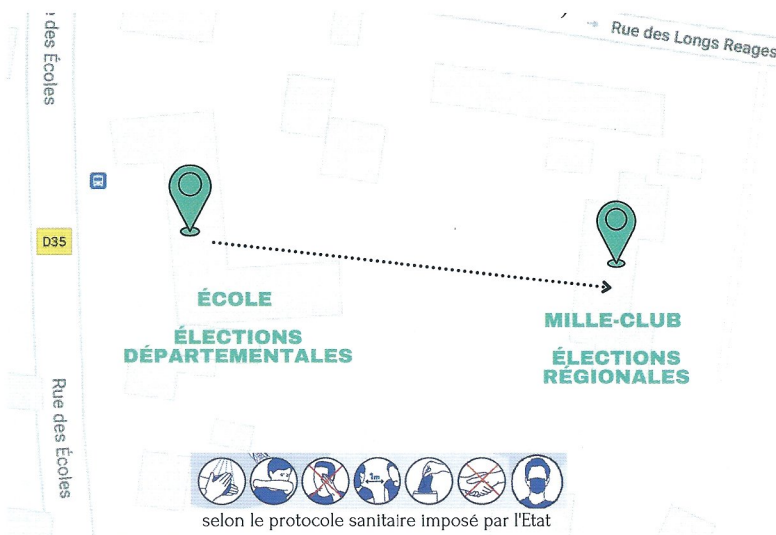 des Écoles
Rue des Longs Reages
D35
ÉCOLE
ÉLECTIONS
DÉPARTEMENTALES
MILLE-CLUB
ÉLECTIONS
RÉGIONALES
Rue des Écoles
1m
selon le protocole sanitaire imposé par l'Etat